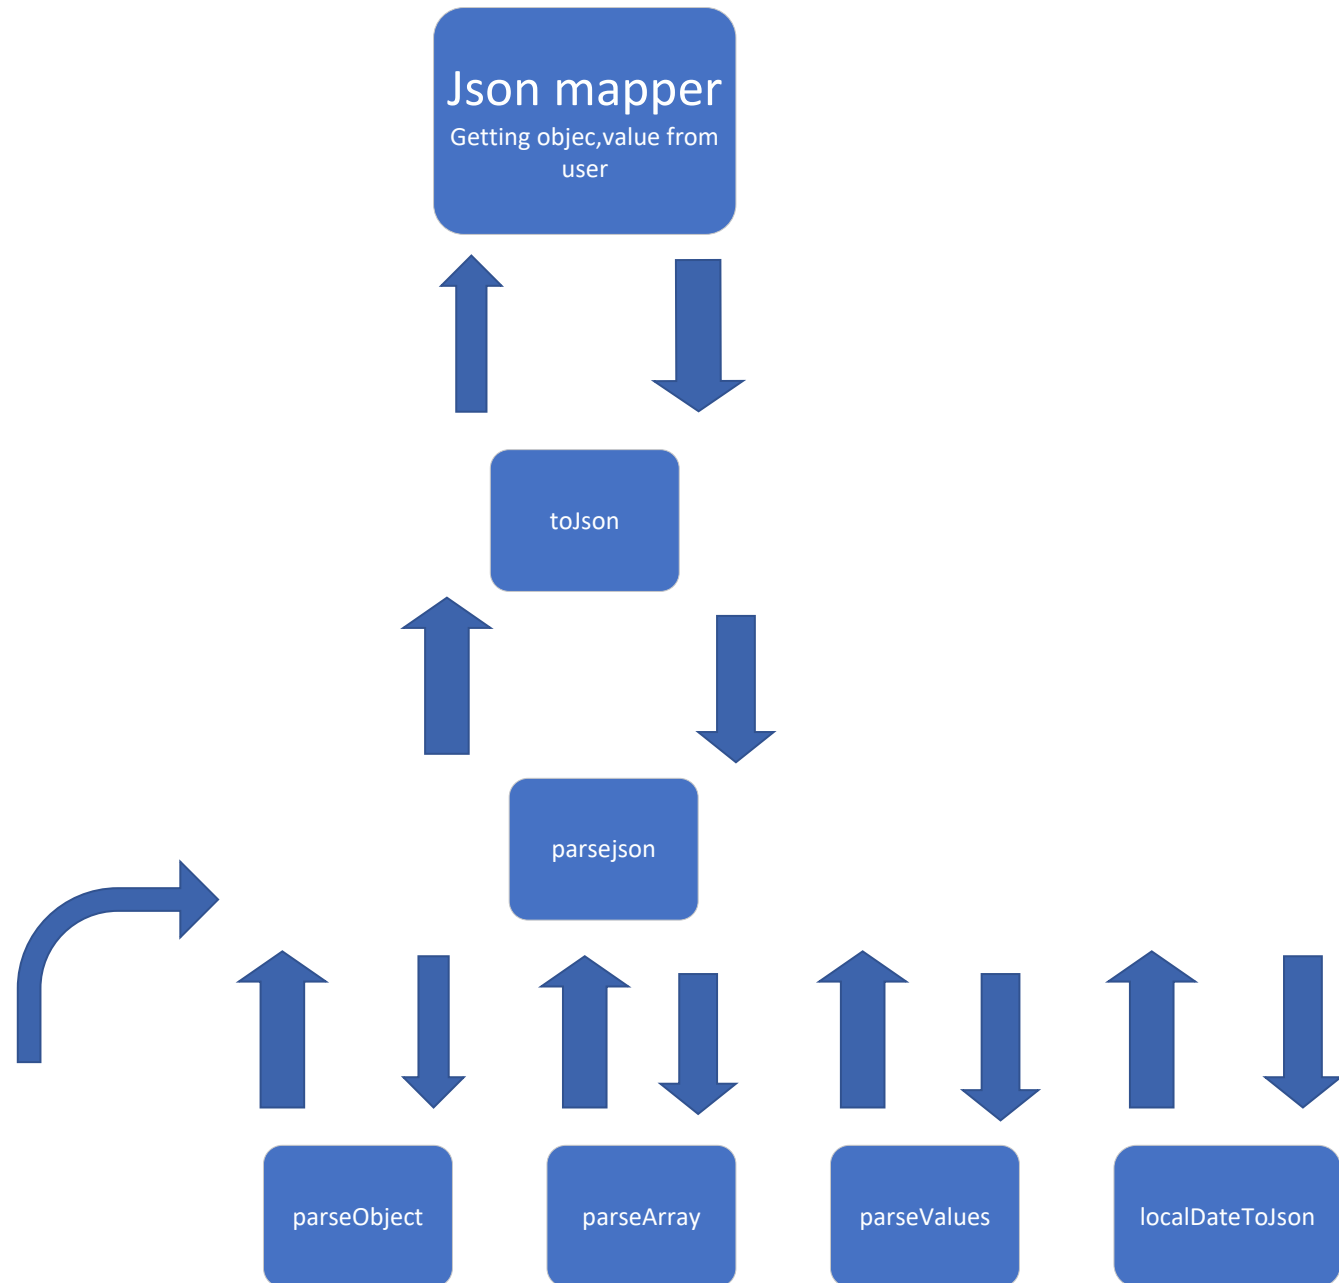 Json mapper
Getting objec,value from
user
toJson
parsejson
parseObject
parseArray
parseValues
localDateToJson